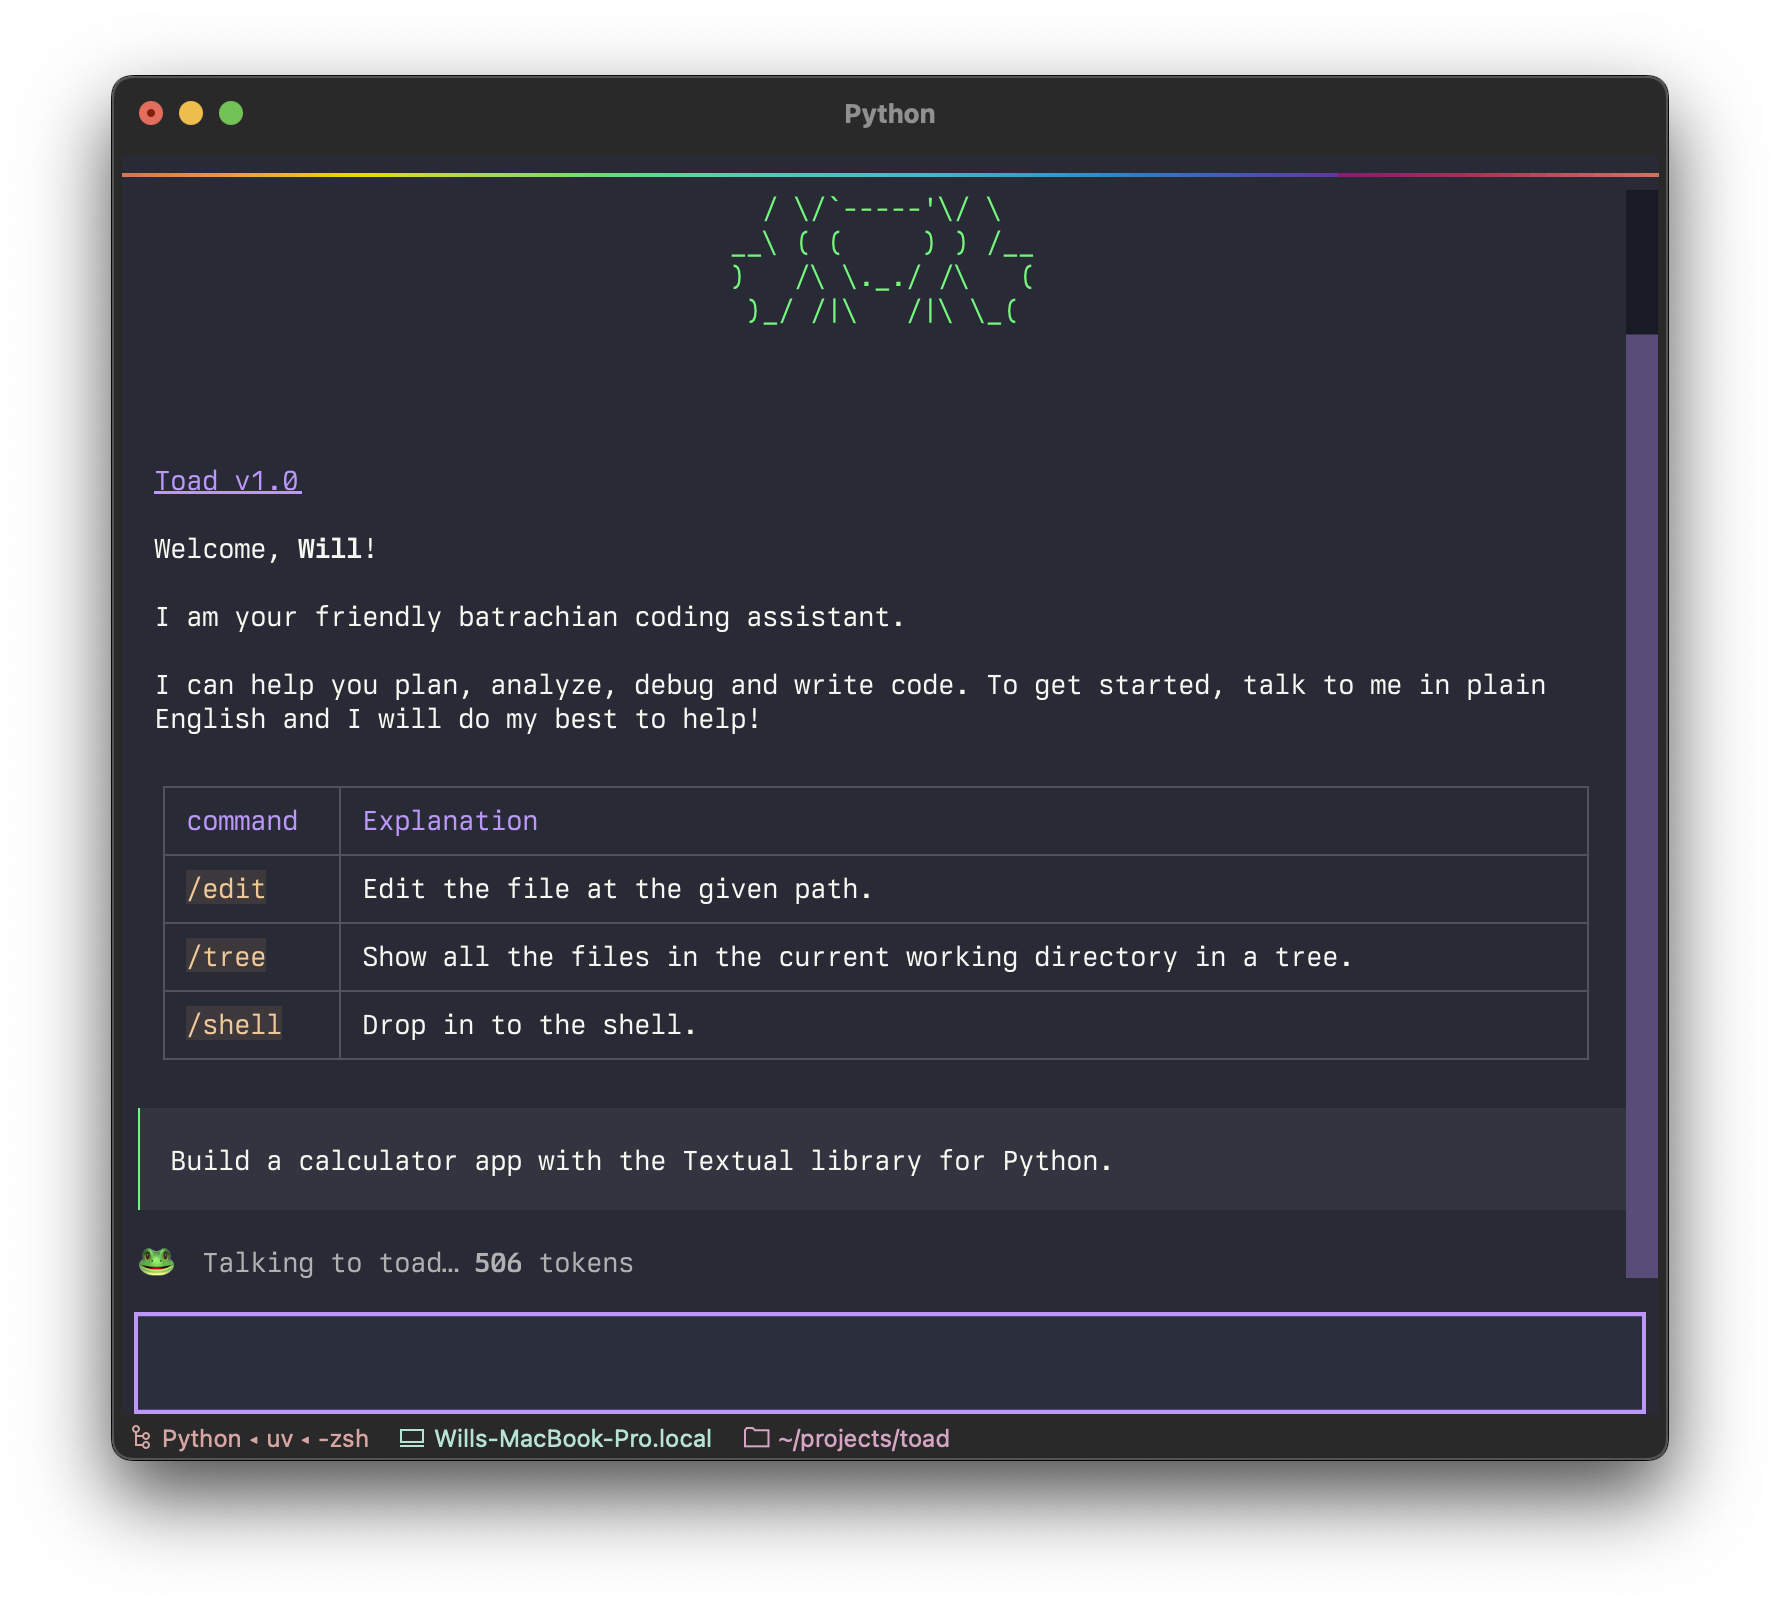 Python
Toad v1.0
Welcome, Will!
I am your friendly batrachian coding assistant.
I can help you plan, analyze, debug and write code. To get started, talk to me in plain
English and I will do my best to help!
command Explanation
/edit Edit the file at the given path.
/tree Show all the files in the current working directory in a tree.
/shell Drop in to the shell.
Build a calculator app with the Textual library for Python.
Talking to toad… 506 tokens
Python ◂ uv ◂ -zsh Wills-MacBook-Pro.local ~/projects/toad